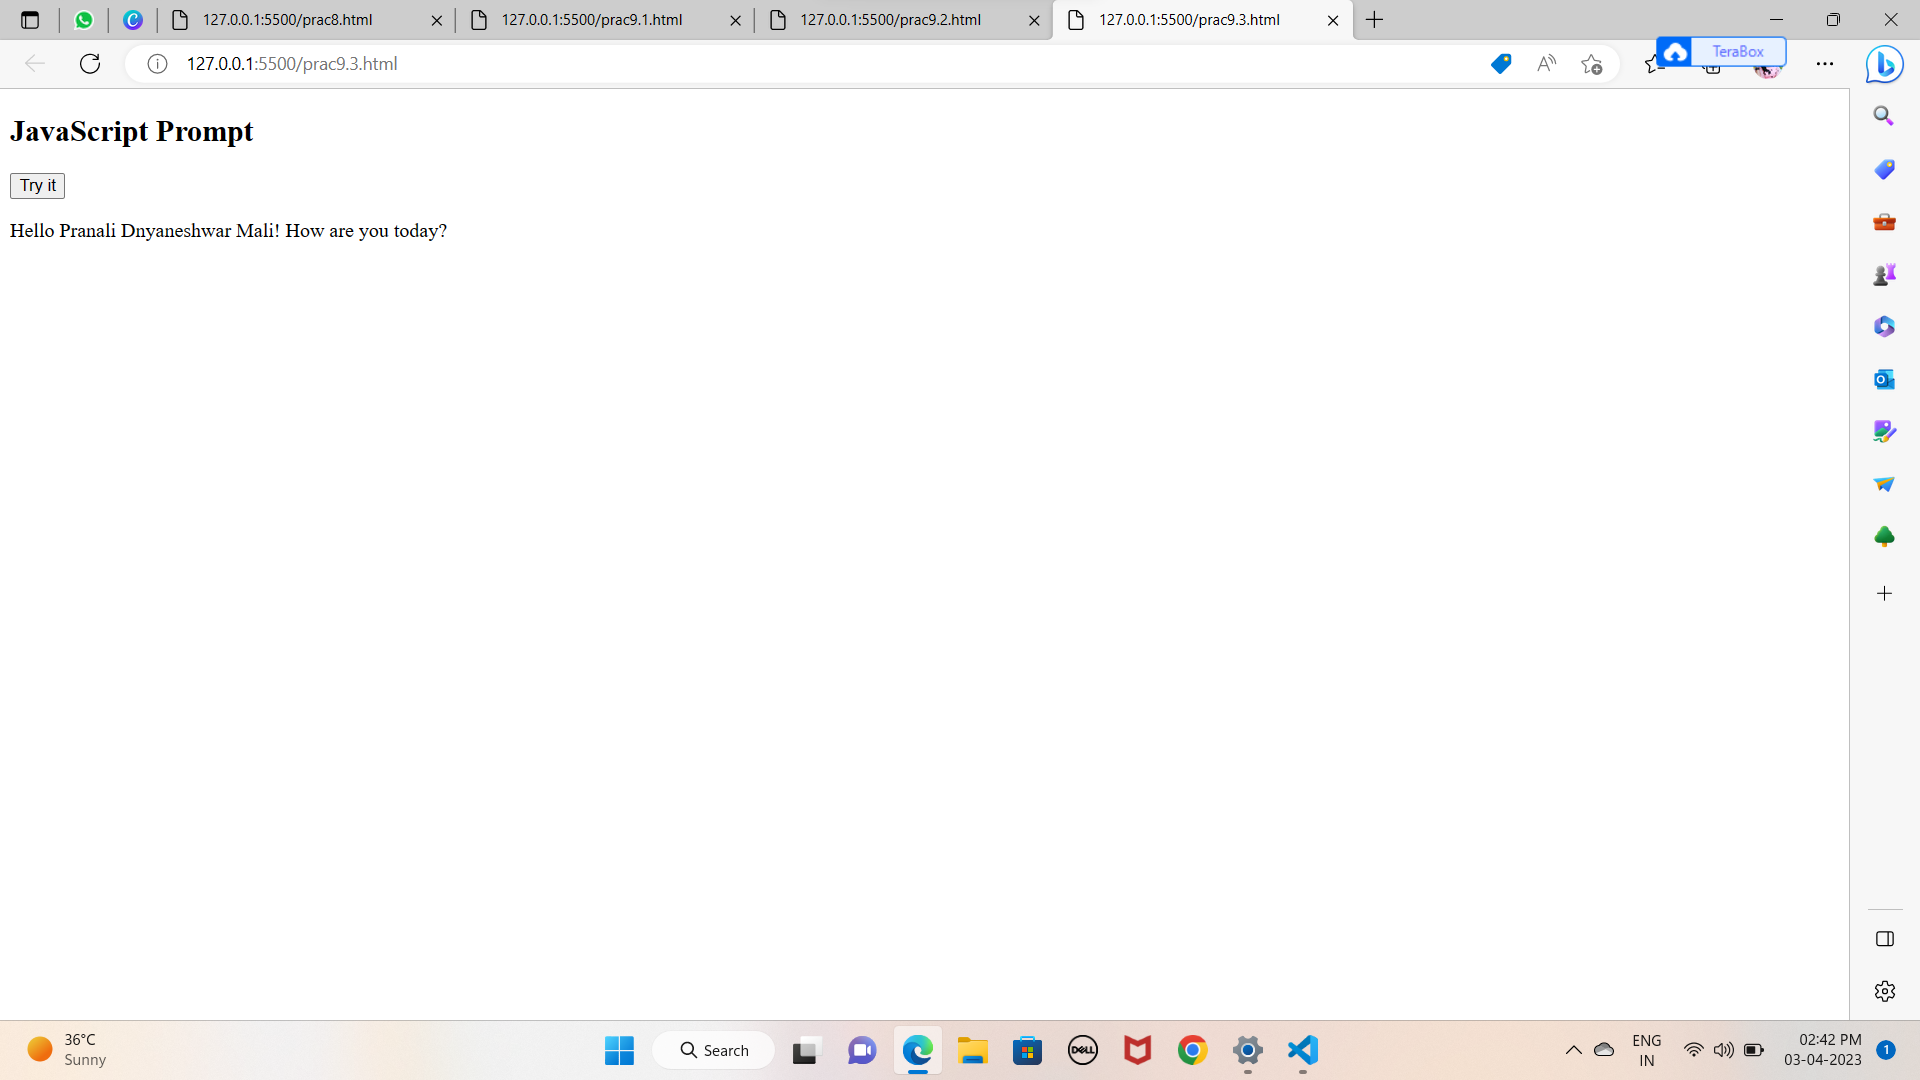 127.0.0.1:5500/prac8.html
127.0.0.1:5500/prac9.1.html
127.0.0.1:5500/prac9.2.html
127.0.0.1:5500/prac9.3.html
127.0.0.1:5500/prac9.3.html
TeraBox
JavaScript Prompt
Try it
Hello Pranali Dnyaneshwar Mali! How are you today?
36°C
Sunny
Search
DELL
ENG
IN
02:42 PM
03-04-2023
1